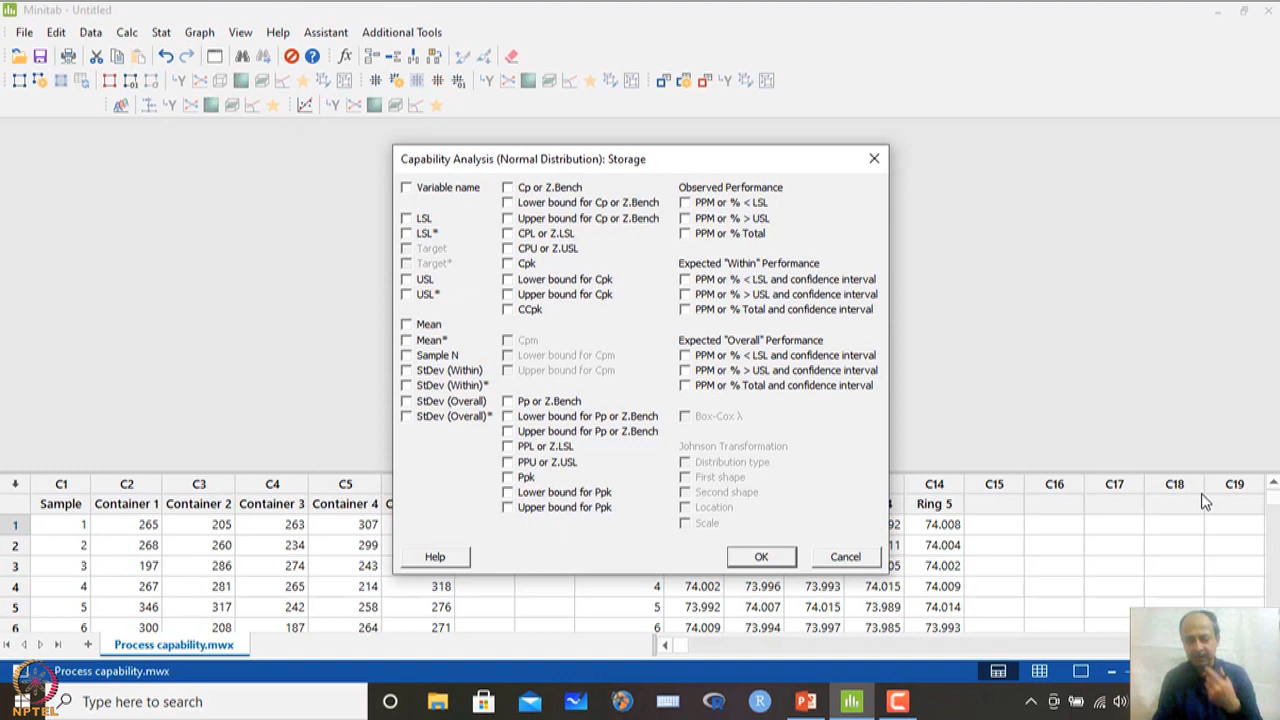 Minitab - Untitled
File Edit Data Calc Stat Graph View Help Assistant Additional Tools
Capability Analysis (Normal Distribution): Storage
Variable name
LSL
LSL*
Target
Target*
USL
USL*
Mean
Mean*
Sample N
StDev (Within)
StDev (Within)*
StDev (Overall)
StDev (Overall)*
Cp or Z.Bench
Lower bound for Cp or Z.Bench
Upper bound for Cp or Z.Bench
CPL or Z.LSL
CPU or Z.USL
Cpk
Lower bound for Cpk
Upper bound for Cpk
CCpk
Cpm
Lower bound for Cpm
Upper bound for Cpm
Pp or Z.Bench
Lower bound for Pp or Z.Bench
Upper bound for Pp or Z.Bench
PPL or Z.LSL
PPU or Z.USL
Ppk
Lower bound for Ppk
Upper bound for Ppk
Observed Performance
PPM or % < LSL
PPM or % > USL
PPM or % Total
Expected "Within" Performance
PPM or % < LSL and confidence interval
PPM or % > USL and confidence interval
PPM or % Total and confidence interval
Expected "Overall" Performance
PPM or % < LSL and confidence interval
PPM or % > USL and confidence interval
PPM or % Total and confidence interval
Box-Cox λ
Johnson Transformation
Distribution type
First shape
Second shape
Location
Scale
Help OK Cancel
C1 C2 C3 C4 C5 C14 C15 C16 C17 C18 C19
Sample Container 1 Container 2 Container 3 Container 4 Ring 5
1 1 265 205 263 307 92 74.008
2 2 268 260 234 299 11 74.004
3 3 197 286 274 243 05 74.002
4 4 267 281 265 214 318 4 74.002 73.996 73.993 74.015 74.009
5 5 346 317 242 258 276 5 73.992 74.007 74.015 73.989 74.014
6 6 300 208 187 264 271 6 74.009 73.994 73.997 73.985 73.993
Process capability.mwx
Process capability.mwx
Type here to search
NPTEL